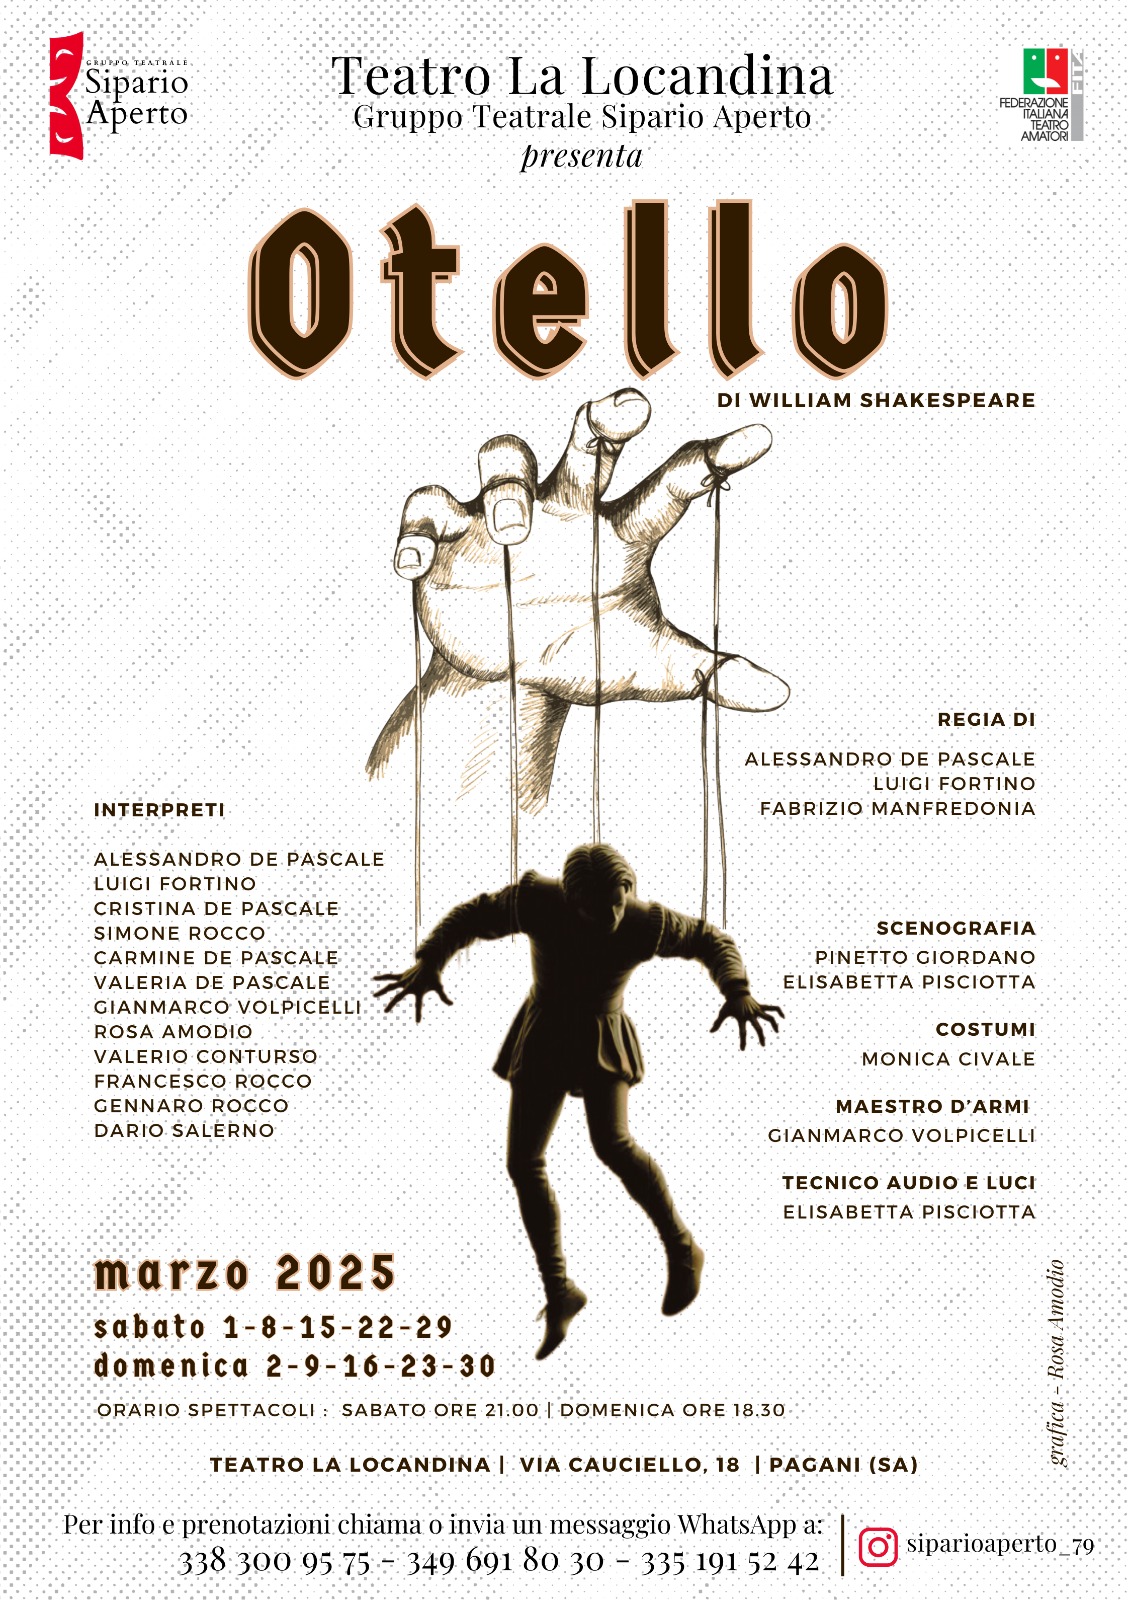 GRUPPO TEATRALE
Sipario
Aperto
Teatro La Locandina
Gruppo Teatrale Sipario Aperto
presenta
FEDERAZIONE
ITALIANA
TEATRO
AMATORI
FITA
Otello
DI WILLIAM SHAKESPEARE
REGIA DI
ALESSANDRO DE PASCALE
LUIGI FORTINO
FABRIZIO MANFREDONIA
INTERPRETI
ALESSANDRO DE PASCALE
LUIGI FORTINO
CRISTINA DE PASCALE
SIMONE ROCCO
CARMINE DE PASCALE
VALERIA DE PASCALE
GIANMARCO VOLPICELLI
ROSA AMODIO
VALERIO CONTURSO
FRANCESCO ROCCO
GENNARO ROCCO
DARIO SALERNO
SCENOGRAFIA
PINETTO GIORDANO
ELISABETTA PISCIOTTA
COSTUMI
MONICA CIVALE
MAESTRO D'ARMI
GIANMARCO VOLPICELLI
TECNICO AUDIO E LUCI
ELISABETTA PISCIOTTA
marzo 2025
sabato 1-8-15-22-29
domenica 2-9-16-23-30
ORARIO SPETTACOLI : SABATO ORE 21.00 | DOMENICA ORE 18.30
grafica - Rosa Amodio
TEATRO LA LOCANDINA | VIA CAUCIELLO, 18 | PAGANI (SA)
Per info e prenotazioni chiama o invia un messaggio WhatsApp a:
338 300 95 75 - 349 691 80 30 - 335 191 52 42
siparioaperto_79